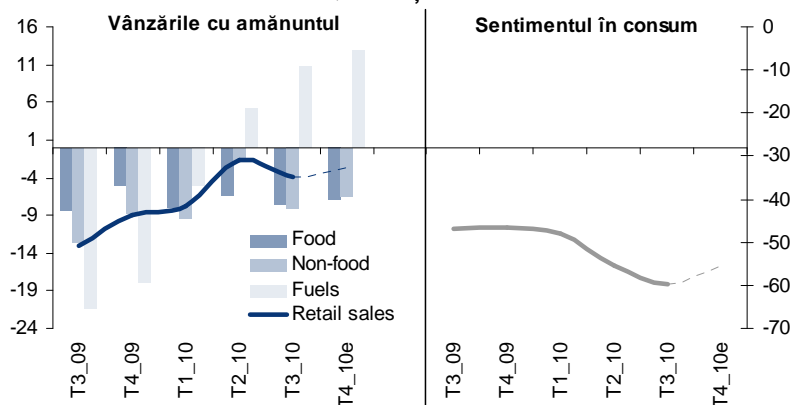 Vânzările cu amănuntul
16
11
6
1
-4
-9
-14
-19
-24
Food
Non-food
Fuels
Retail sales
T3_09
T4_09
T1_10
T2_10
T3_10
T4_10e
Sentimentul în consum
0
-10
-20
-30
-40
-50
-60
-70
T3_09
T4_09
T1_10
T2_10
T3_10
T4_10e